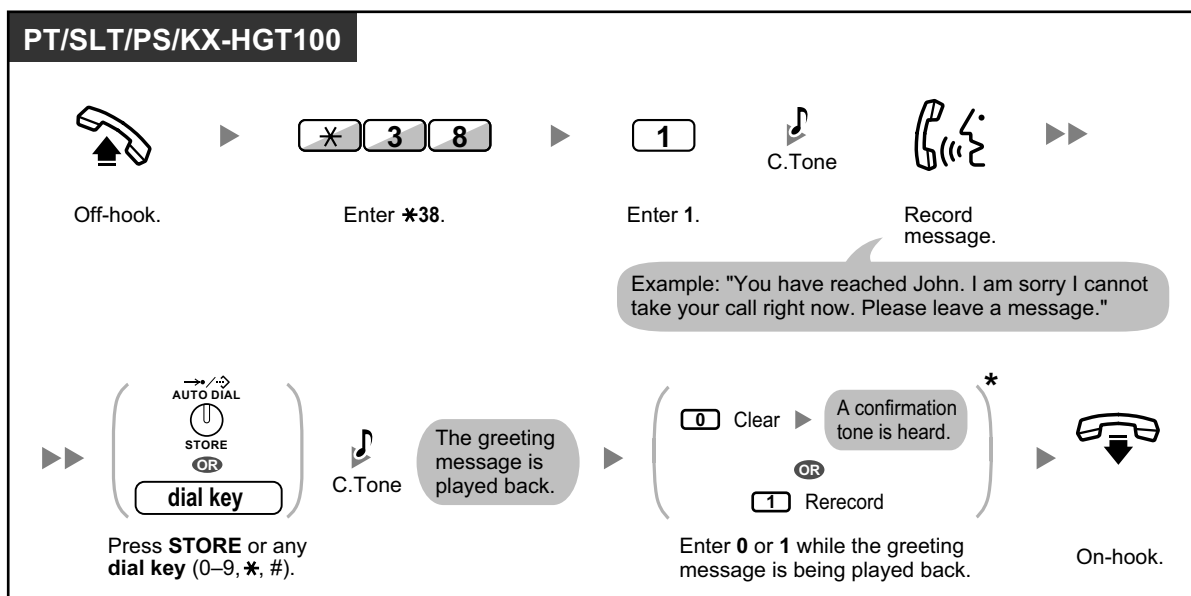 PT/SLT/PS/KX-HGT100
* 3 8
1
C.Tone
Off-hook.
Enter *38.
Enter 1.
Record
message.
Example: "You have reached John. I am sorry I cannot
take your call right now. Please leave a message."
AUTO DIAL
STORE
OR
dial key
C.Tone
The greeting
message is
played back.
0 Clear
A confirmation
tone is heard.
OR
1 Rerecord
*
Press STORE or any
dial key (0–9, *, #).
Enter 0 or 1 while the greeting
message is being played back.
On-hook.